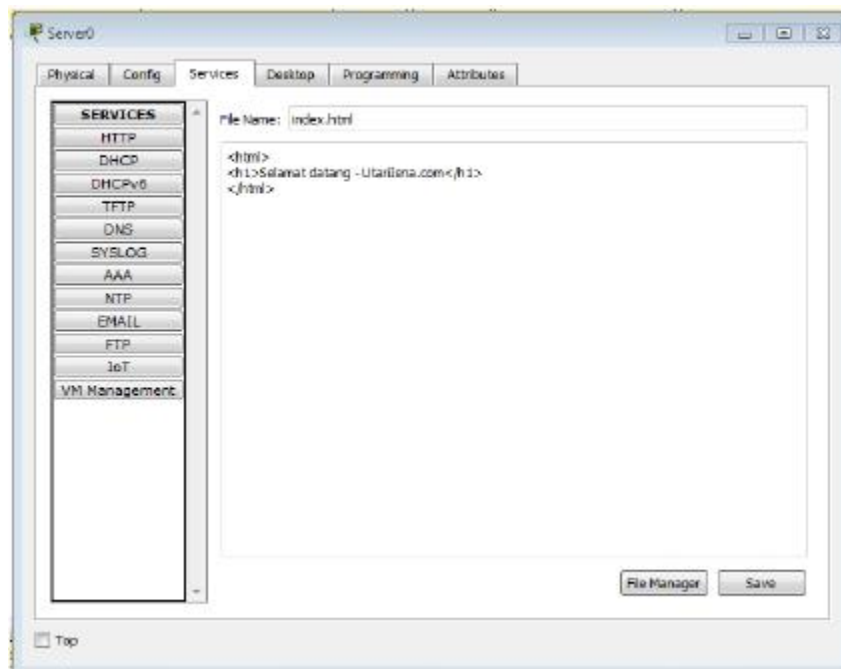 Server0
Physical Config Services Desktop Programming Attributes
SERVICES
HTTP
DHCP
DHCPv6
TFTP
DNS
SYSLOG
AAA
NTP
EMAIL
FTP
IoT
VM Management
File Name: index.html
<html>
<h1>Selamat datang - Utariiena.com</h1>
</html>
File Manager Save
Top